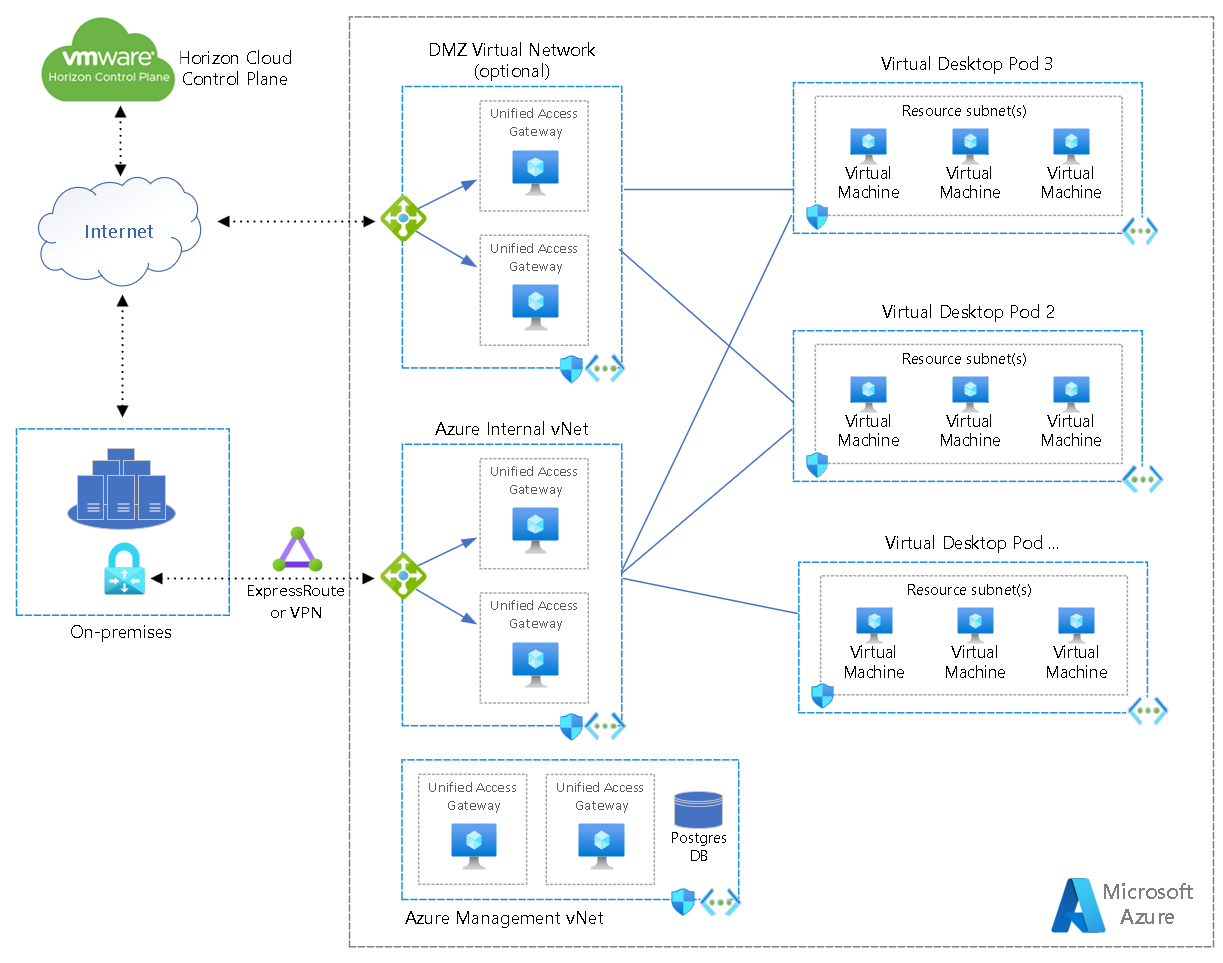 vmware®
Horizon Control Plane
Horizon Cloud
Control Plane
Internet
On-premises
ExpressRoute
or VPN
DMZ Virtual Network
(optional)
Unified Access
Gateway
Unified Access
Gateway
Azure Internal vNet
Unified Access
Gateway
Unified Access
Gateway
Unified Access
Gateway
Unified Access
Gateway
Postgres
DB
Azure Management vNet
Virtual Desktop Pod 3
Resource subnet(s)
Virtual
Machine
Virtual
Machine
Virtual
Machine
Virtual Desktop Pod 2
Resource subnet(s)
Virtual
Machine
Virtual
Machine
Virtual
Machine
Virtual Desktop Pod ...
Resource subnet(s)
Virtual
Machine
Virtual
Machine
Virtual
Machine
Microsoft
Azure